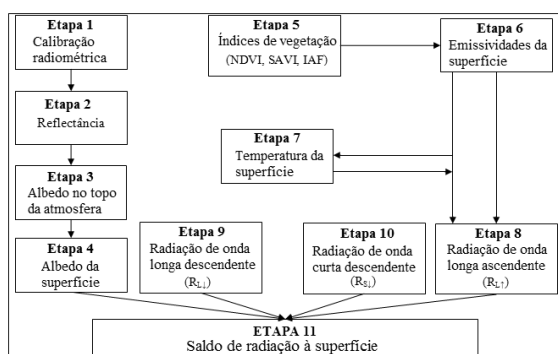 Etapa 1
Calibração
radiométrica
Etapa 2
Reflectância
Etapa 3
Albedo no topo
da atmosfera
Etapa 4
Albedo da
superfície
Etapa 5
Índices de vegetação
(NDVI, SAVI, IAF)
Etapa 6
Emissividades da
superfície
Etapa 7
Temperatura da
superfície
Etapa 9
Radiação de onda
longa descendente
(RL↓)
Etapa 10
Radiação de onda
curta descendente
(RS↓)
Etapa 8
Radiação de onda
longa ascendente
(RL↑)
ETAPA 11
Saldo de radiação à superfície